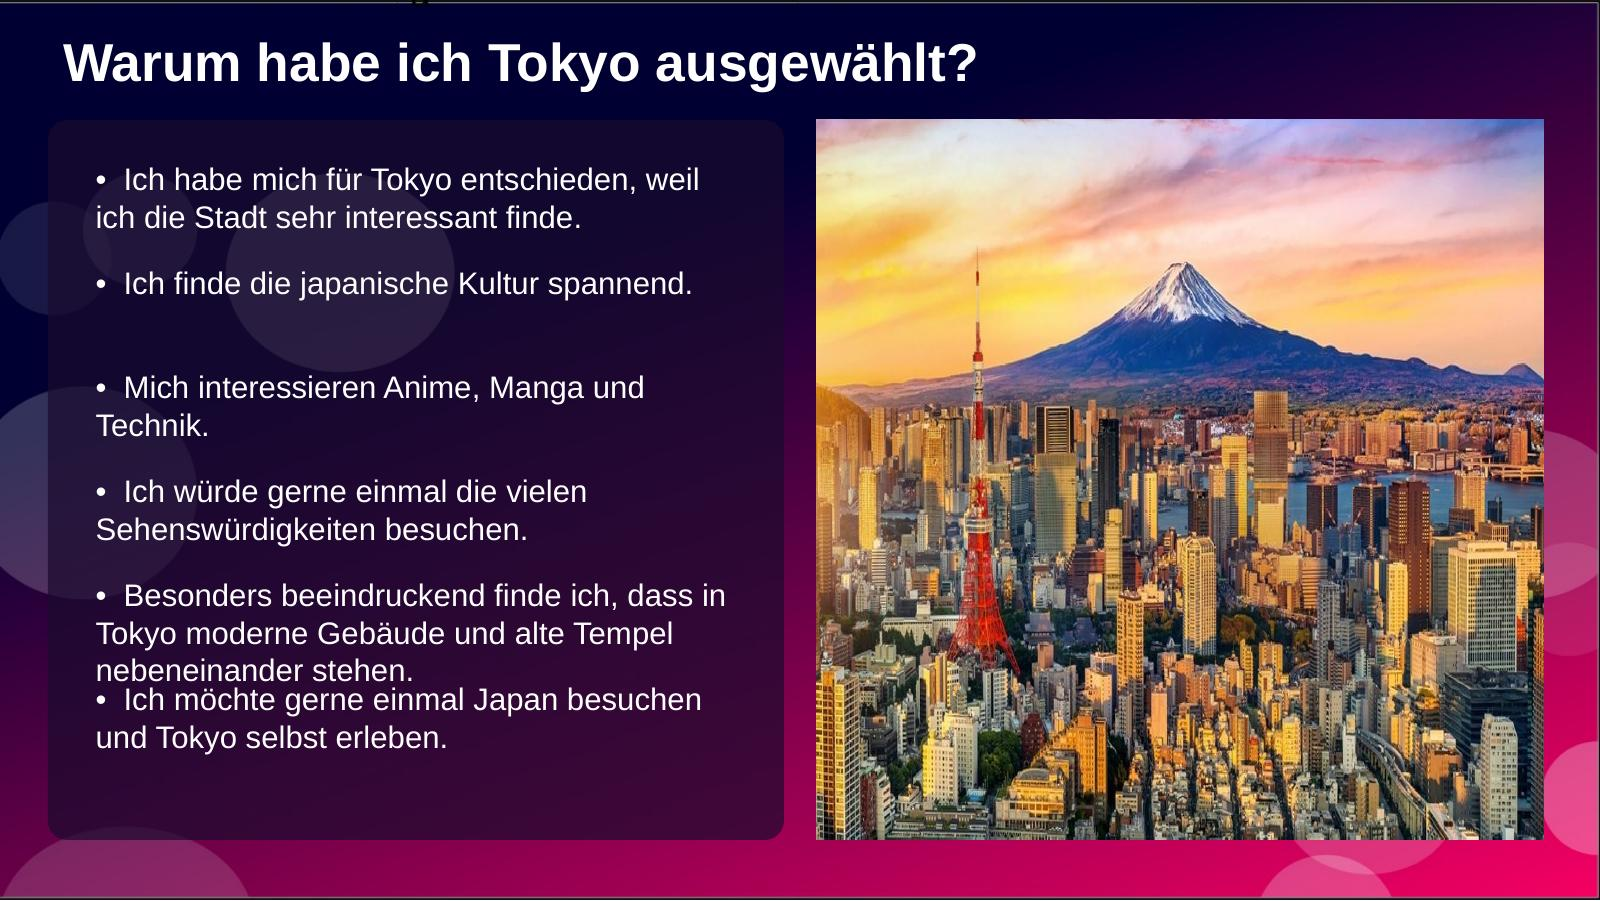 Warum habe ich Tokyo ausgewählt?
• Ich habe mich für Tokyo entschieden, weil
ich die Stadt sehr interessant finde.
• Ich finde die japanische Kultur spannend.
• Mich interessieren Anime, Manga und
Technik.
• Ich würde gerne einmal die vielen
Sehenswürdigkeiten besuchen.
• Besonders beeindruckend finde ich, dass in
Tokyo moderne Gebäude und alte Tempel
nebeneinander stehen.
• Ich möchte gerne einmal Japan besuchen
und Tokyo selbst erleben.